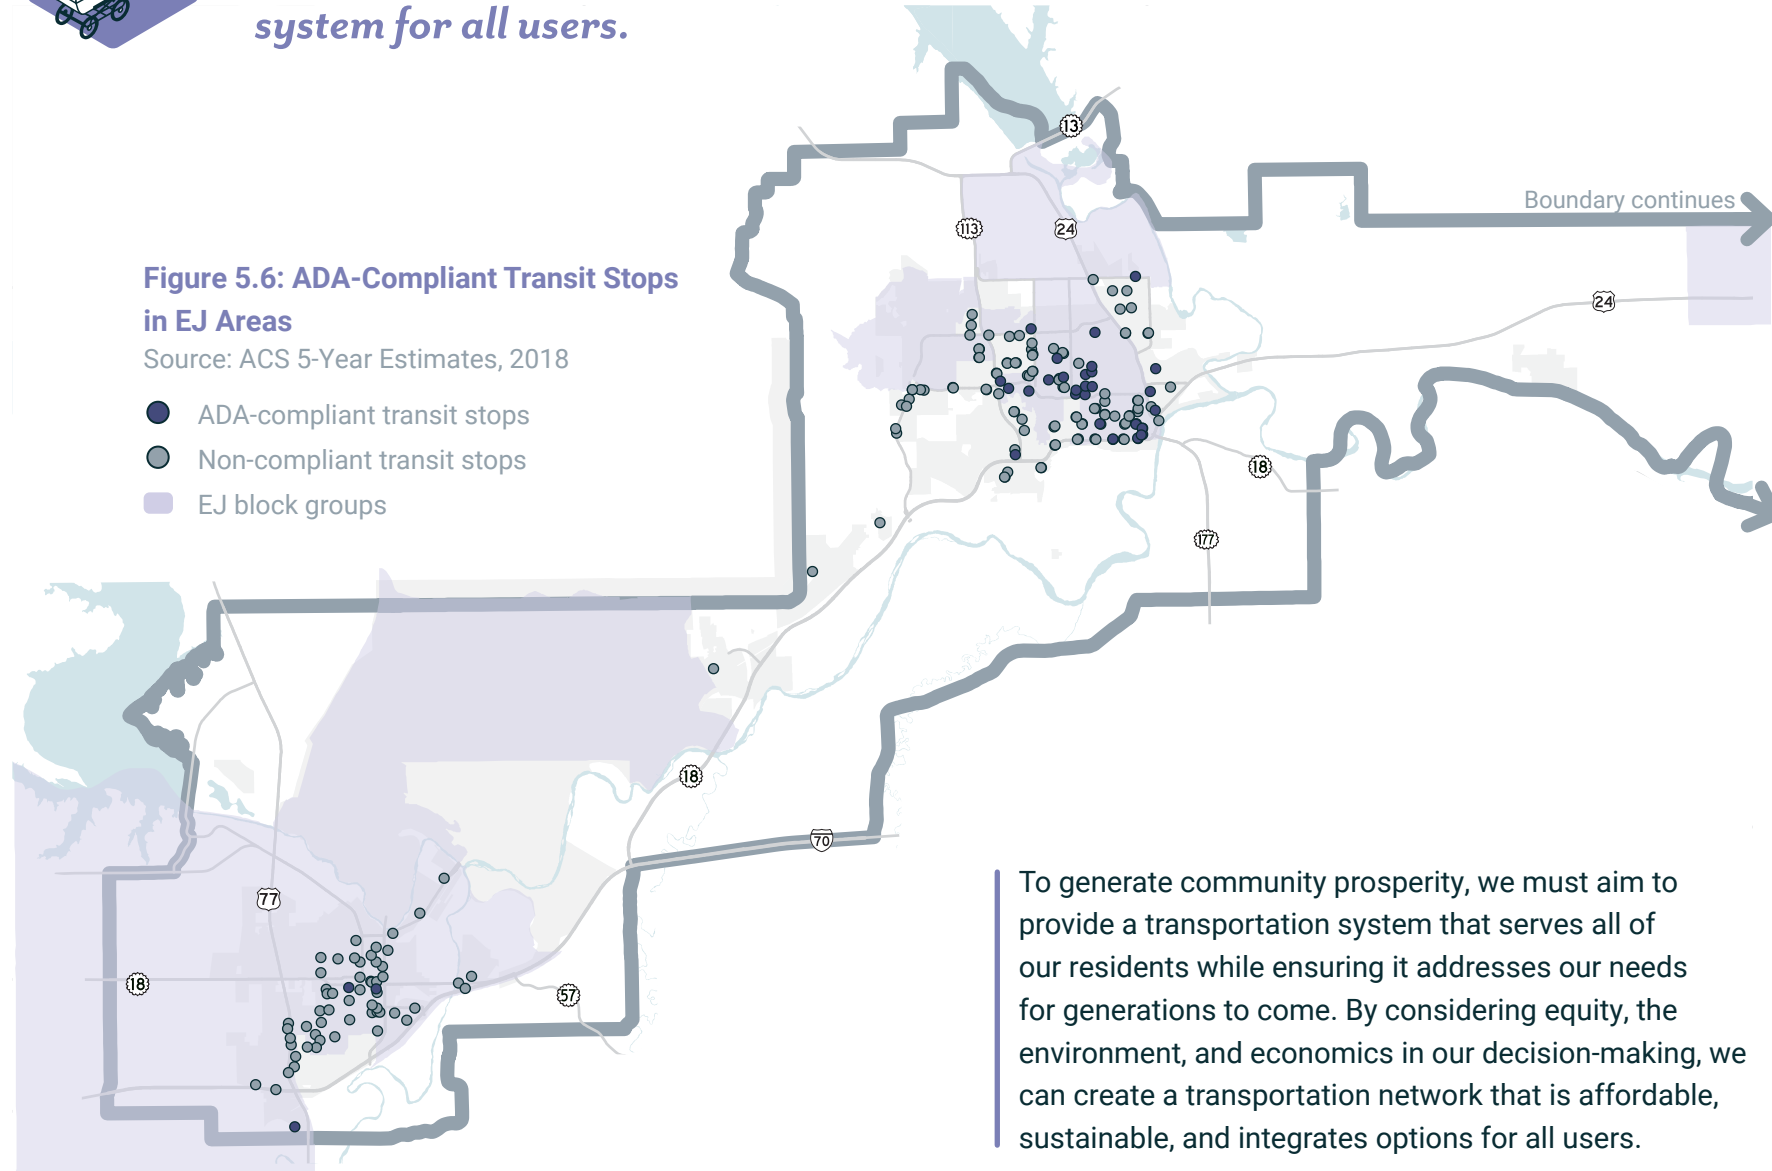 system for all users.
13
Boundary continues
113
24
Figure 5.6: ADA-Compliant Transit Stops
in EJ Areas
24
Source: ACS 5-Year Estimates, 2018
ADA-compliant transit stops
Non-compliant transit stops
18
EJ block groups
177
18
70
77
18
57
To generate community prosperity, we must aim to
provide a transportation system that serves all of
our residents while ensuring it addresses our needs
for generations to come. By considering equity, the
environment, and economics in our decision-making, we
can create a transportation network that is affordable,
sustainable, and integrates options for all users.